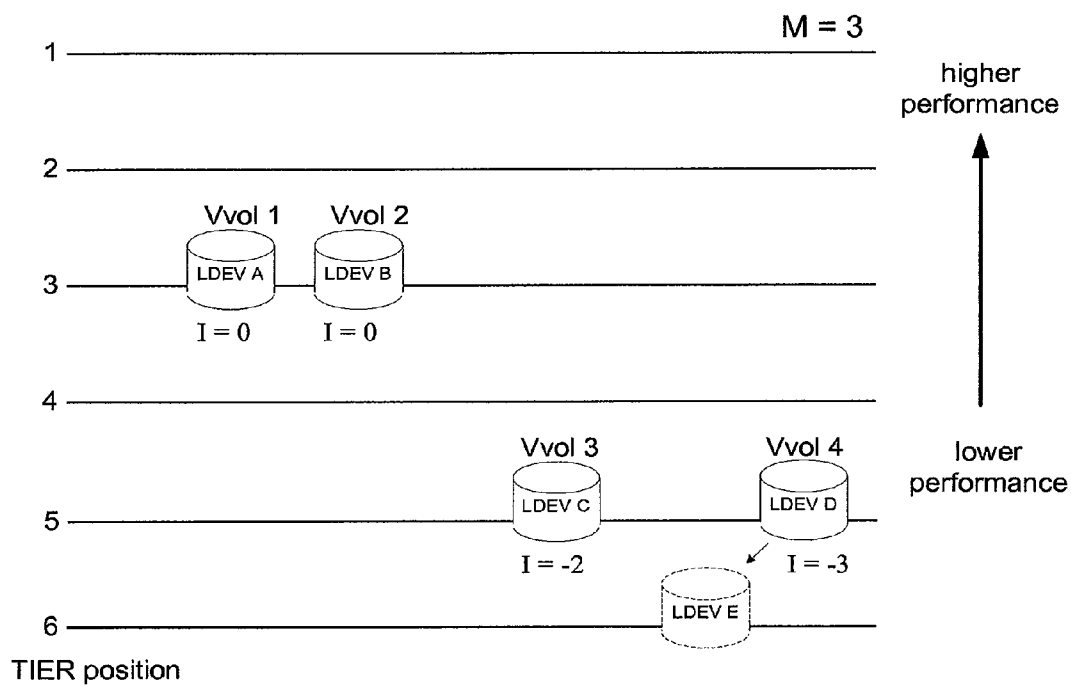 M = 3
1
higher
performance
2
Vvol 1 Vvol 2
LDEV A LDEV B
3
I = 0 I = 0
4
Vvol 3 Vvol 4
lower
performance
LDEV C LDEV D
5
I = -2 I = -3
LDEV E
6
TIER position